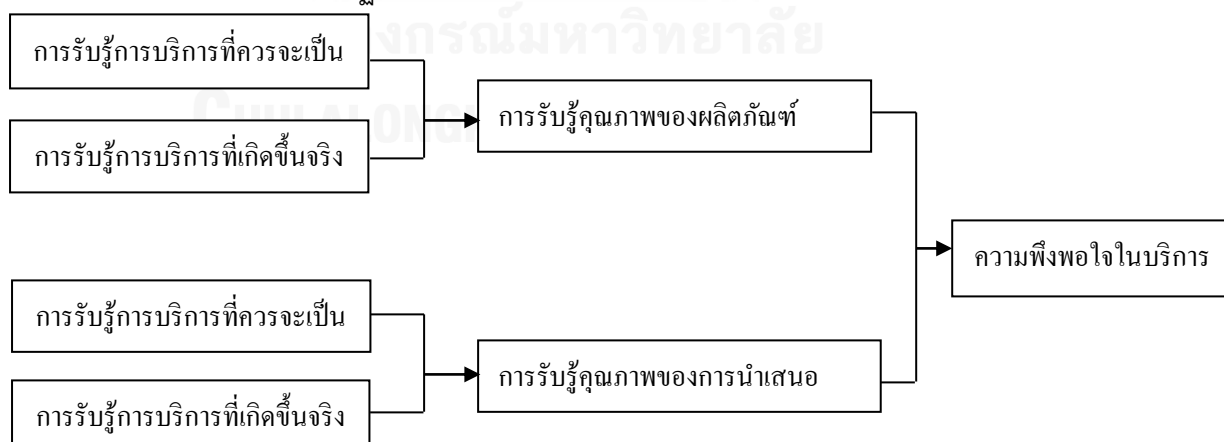 การรับรู้การบริการที่ควรจะเป็น
การรับรู้การบริการที่เกิดขึ้นจริง
การรับรู้คุณภาพของผลิตภัณฑ์
ความพึงพอใจในบริการ
การรับรู้การบริการที่ควรจะเป็น
การรับรู้การบริการที่เกิดขึ้นจริง
การรับรู้คุณภาพของการนำเสนอ